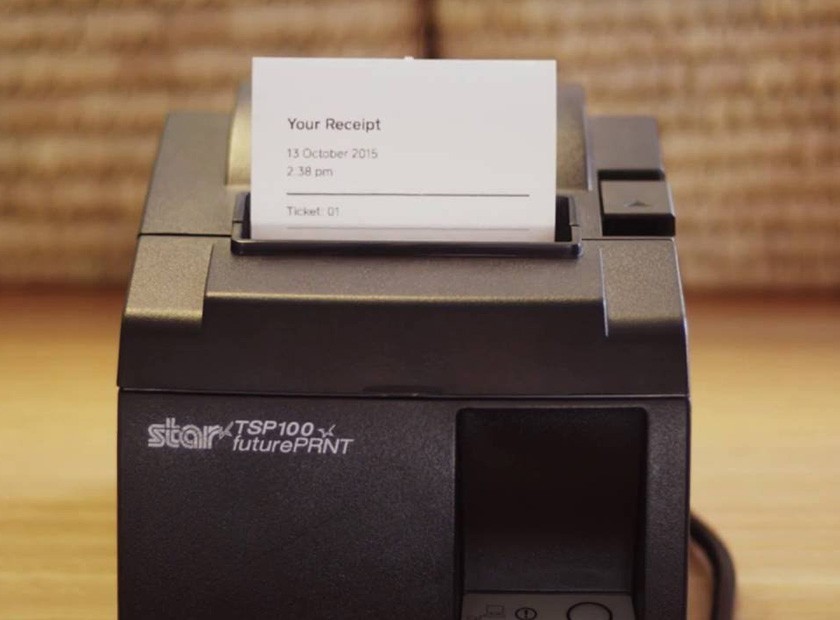 Your Receipt
13 October 2015
2:38 pm
Ticket: 01
star TSP100
futurePRNT